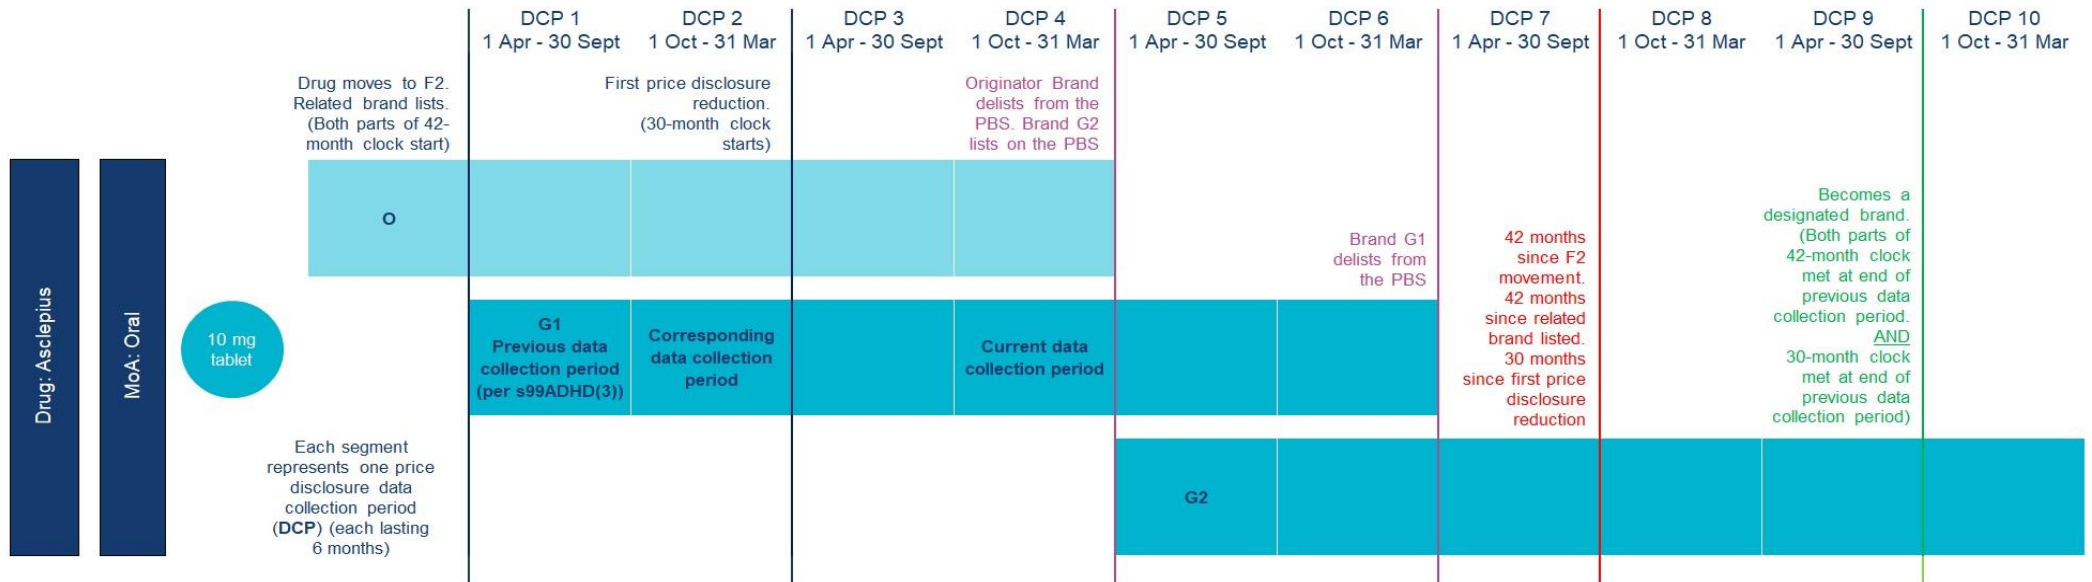 DCP 1
1 Apr - 30 Sept
DCP 2
1 Oct - 31 Mar
DCP 3
1 Apr - 30 Sept
DCP 4
1 Oct - 31 Mar
DCP 5
1 Apr - 30 Sept
DCP 6
1 Oct - 31 Mar
DCP 7
1 Apr - 30 Sept
DCP 8
1 Oct - 31 Mar
DCP 9
1 Apr - 30 Sept
DCP 10
1 Oct - 31 Mar
Drug moves to F2.
Related brand lists.
(Both parts of 42-
month clock start)
First price disclosure
reduction.
(30-month clock
starts)
Originator Brand
delists from the
PBS. Brand G2
lists on the PBS
Drug: Asclepius
MoA: Oral
O
Brand G1
delists from
the PBS
42 months
since F2
movement.
42 months
since related
brand listed.
30 months
since first price
disclosure
reduction
Becomes a
designated brand.
(Both parts of
42-month clock
met at end of
previous data
collection period.
AND
30-month clock
met at end of
previous data
collection period)
10 mg
tablet
G1
Previous data
collection period
(per s99ADHD(3))
Corresponding
data collection
period
Current data
collection period
Each segment
represents one price
disclosure data
collection period
(DCP) (each lasting
6 months)
G2